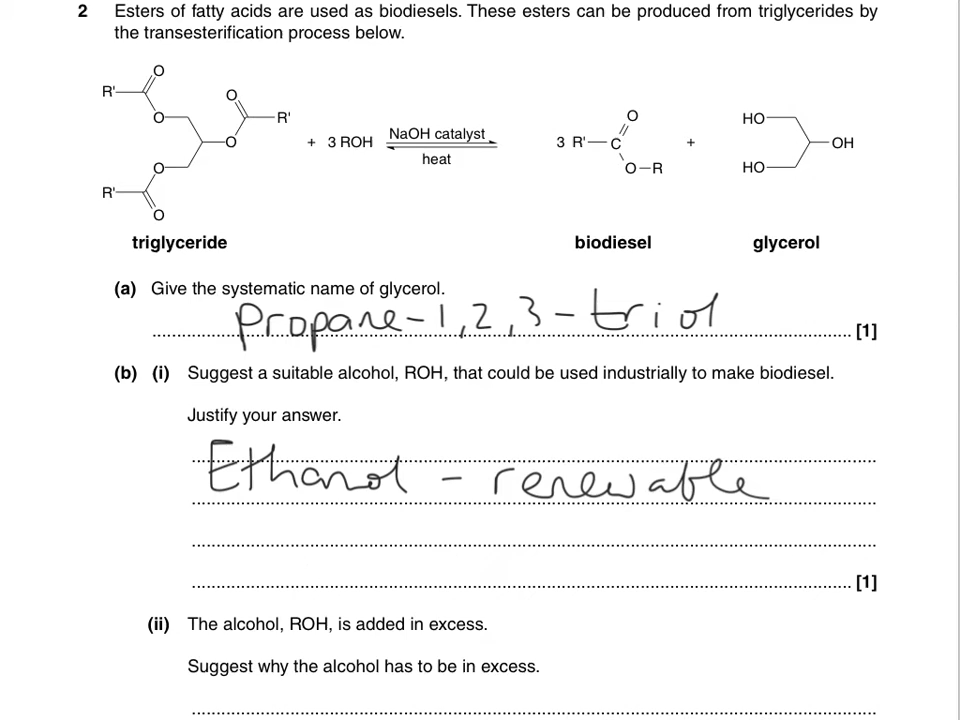 2 Esters of fatty acids are used as biodiesels. These esters can be produced from triglycerides by
the transesterification process below.
O
R'
O
O
R'
O
O
R'
O
+ 3 ROH
NaOH catalyst
heat
3 R' C
O
O R
+
HO
OH
HO
triglyceride
biodiesel
glycerol
(a) Give the systematic name of glycerol.
Propane-1,2,3-triol
[1]
(b) (i) Suggest a suitable alcohol, ROH, that could be used industrially to make biodiesel.
Justify your answer.
Ethanol - renewable
[1]
(ii) The alcohol, ROH, is added in excess.
Suggest why the alcohol has to be in excess.